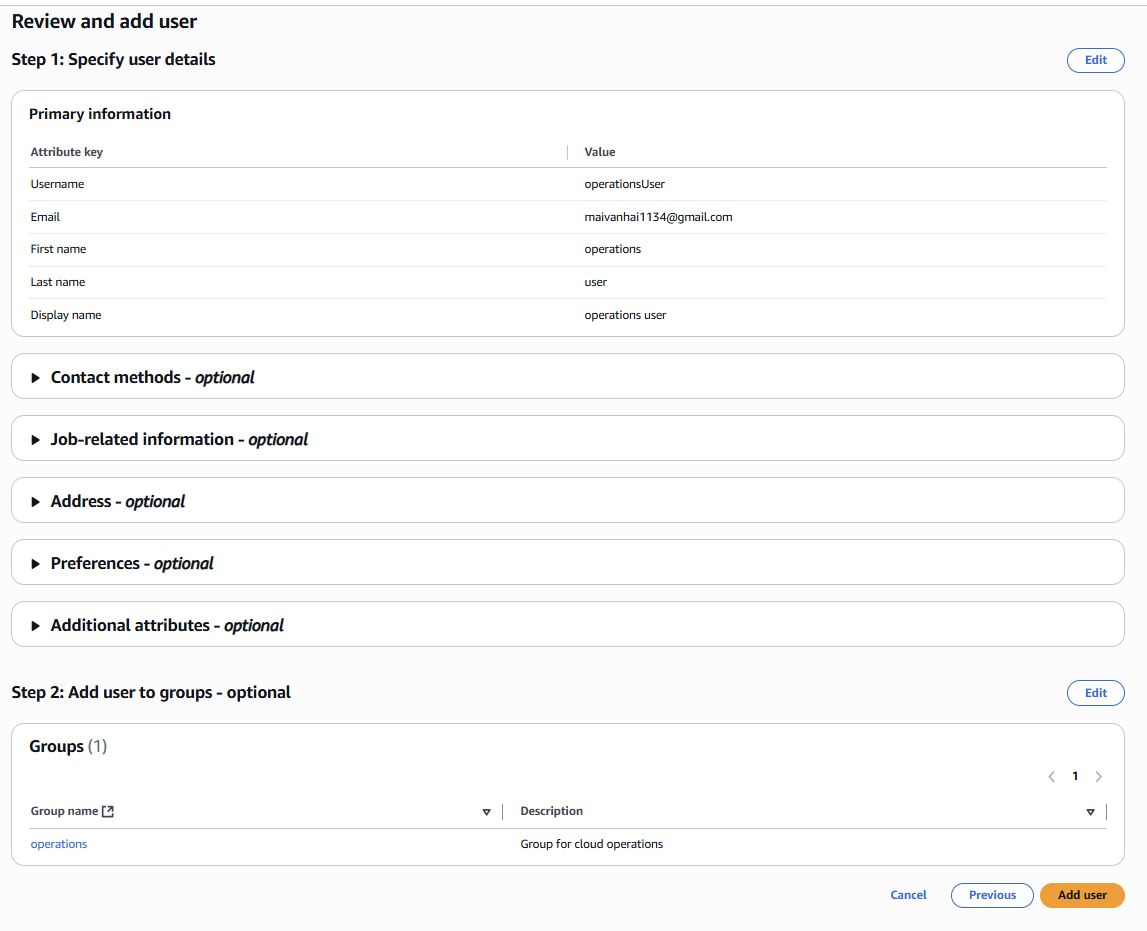 Review and add user
Step 1: Specify user details
Edit
Primary information
Attribute key Value
Username operationsUser
Email maivanhai1134@gmail.com
First name operations
Last name user
Display name operations user
Contact methods - optional
Job-related information - optional
Address - optional
Preferences - optional
Additional attributes - optional
Step 2: Add user to groups - optional
Edit
Groups (1)
1
Group name Description
operations Group for cloud operations
Cancel Previous Add user